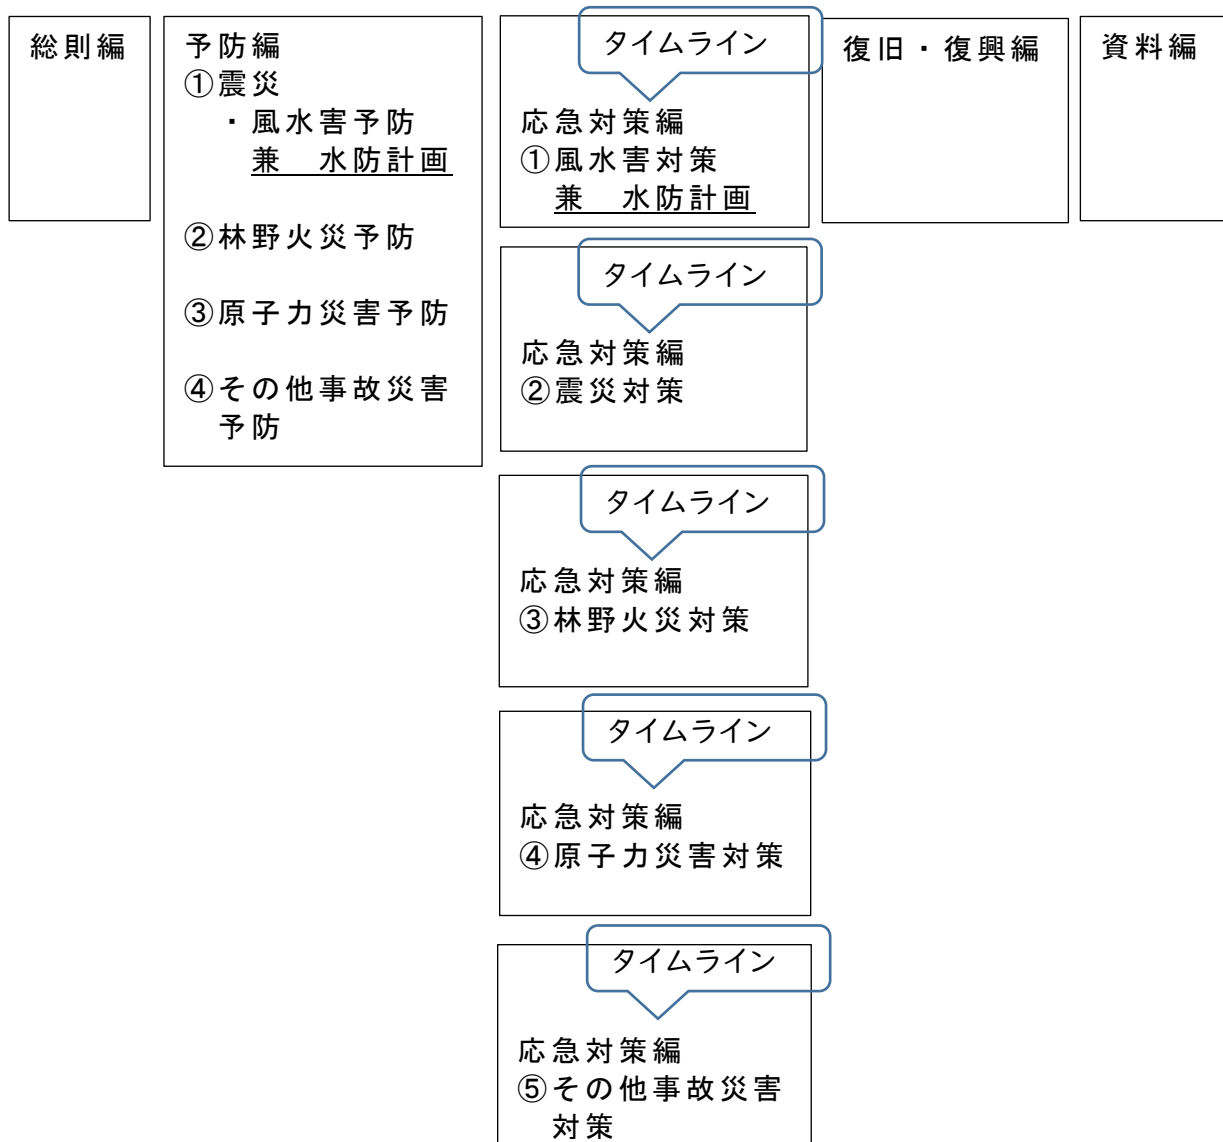 総則編
予防編
①震災
・風水害予防
兼　水防計画
②林野火災予防
③原子力災害予防
④その他事故災害
予防
タイムライン
応急対策編
①風水害対策
兼　水防計画
タイムライン
応急対策編
②震災対策
タイムライン
応急対策編
③林野火災対策
タイムライン
応急対策編
④原子力災害対策
タイムライン
応急対策編
⑤その他事故災害
対策
復旧・復興編
資料編